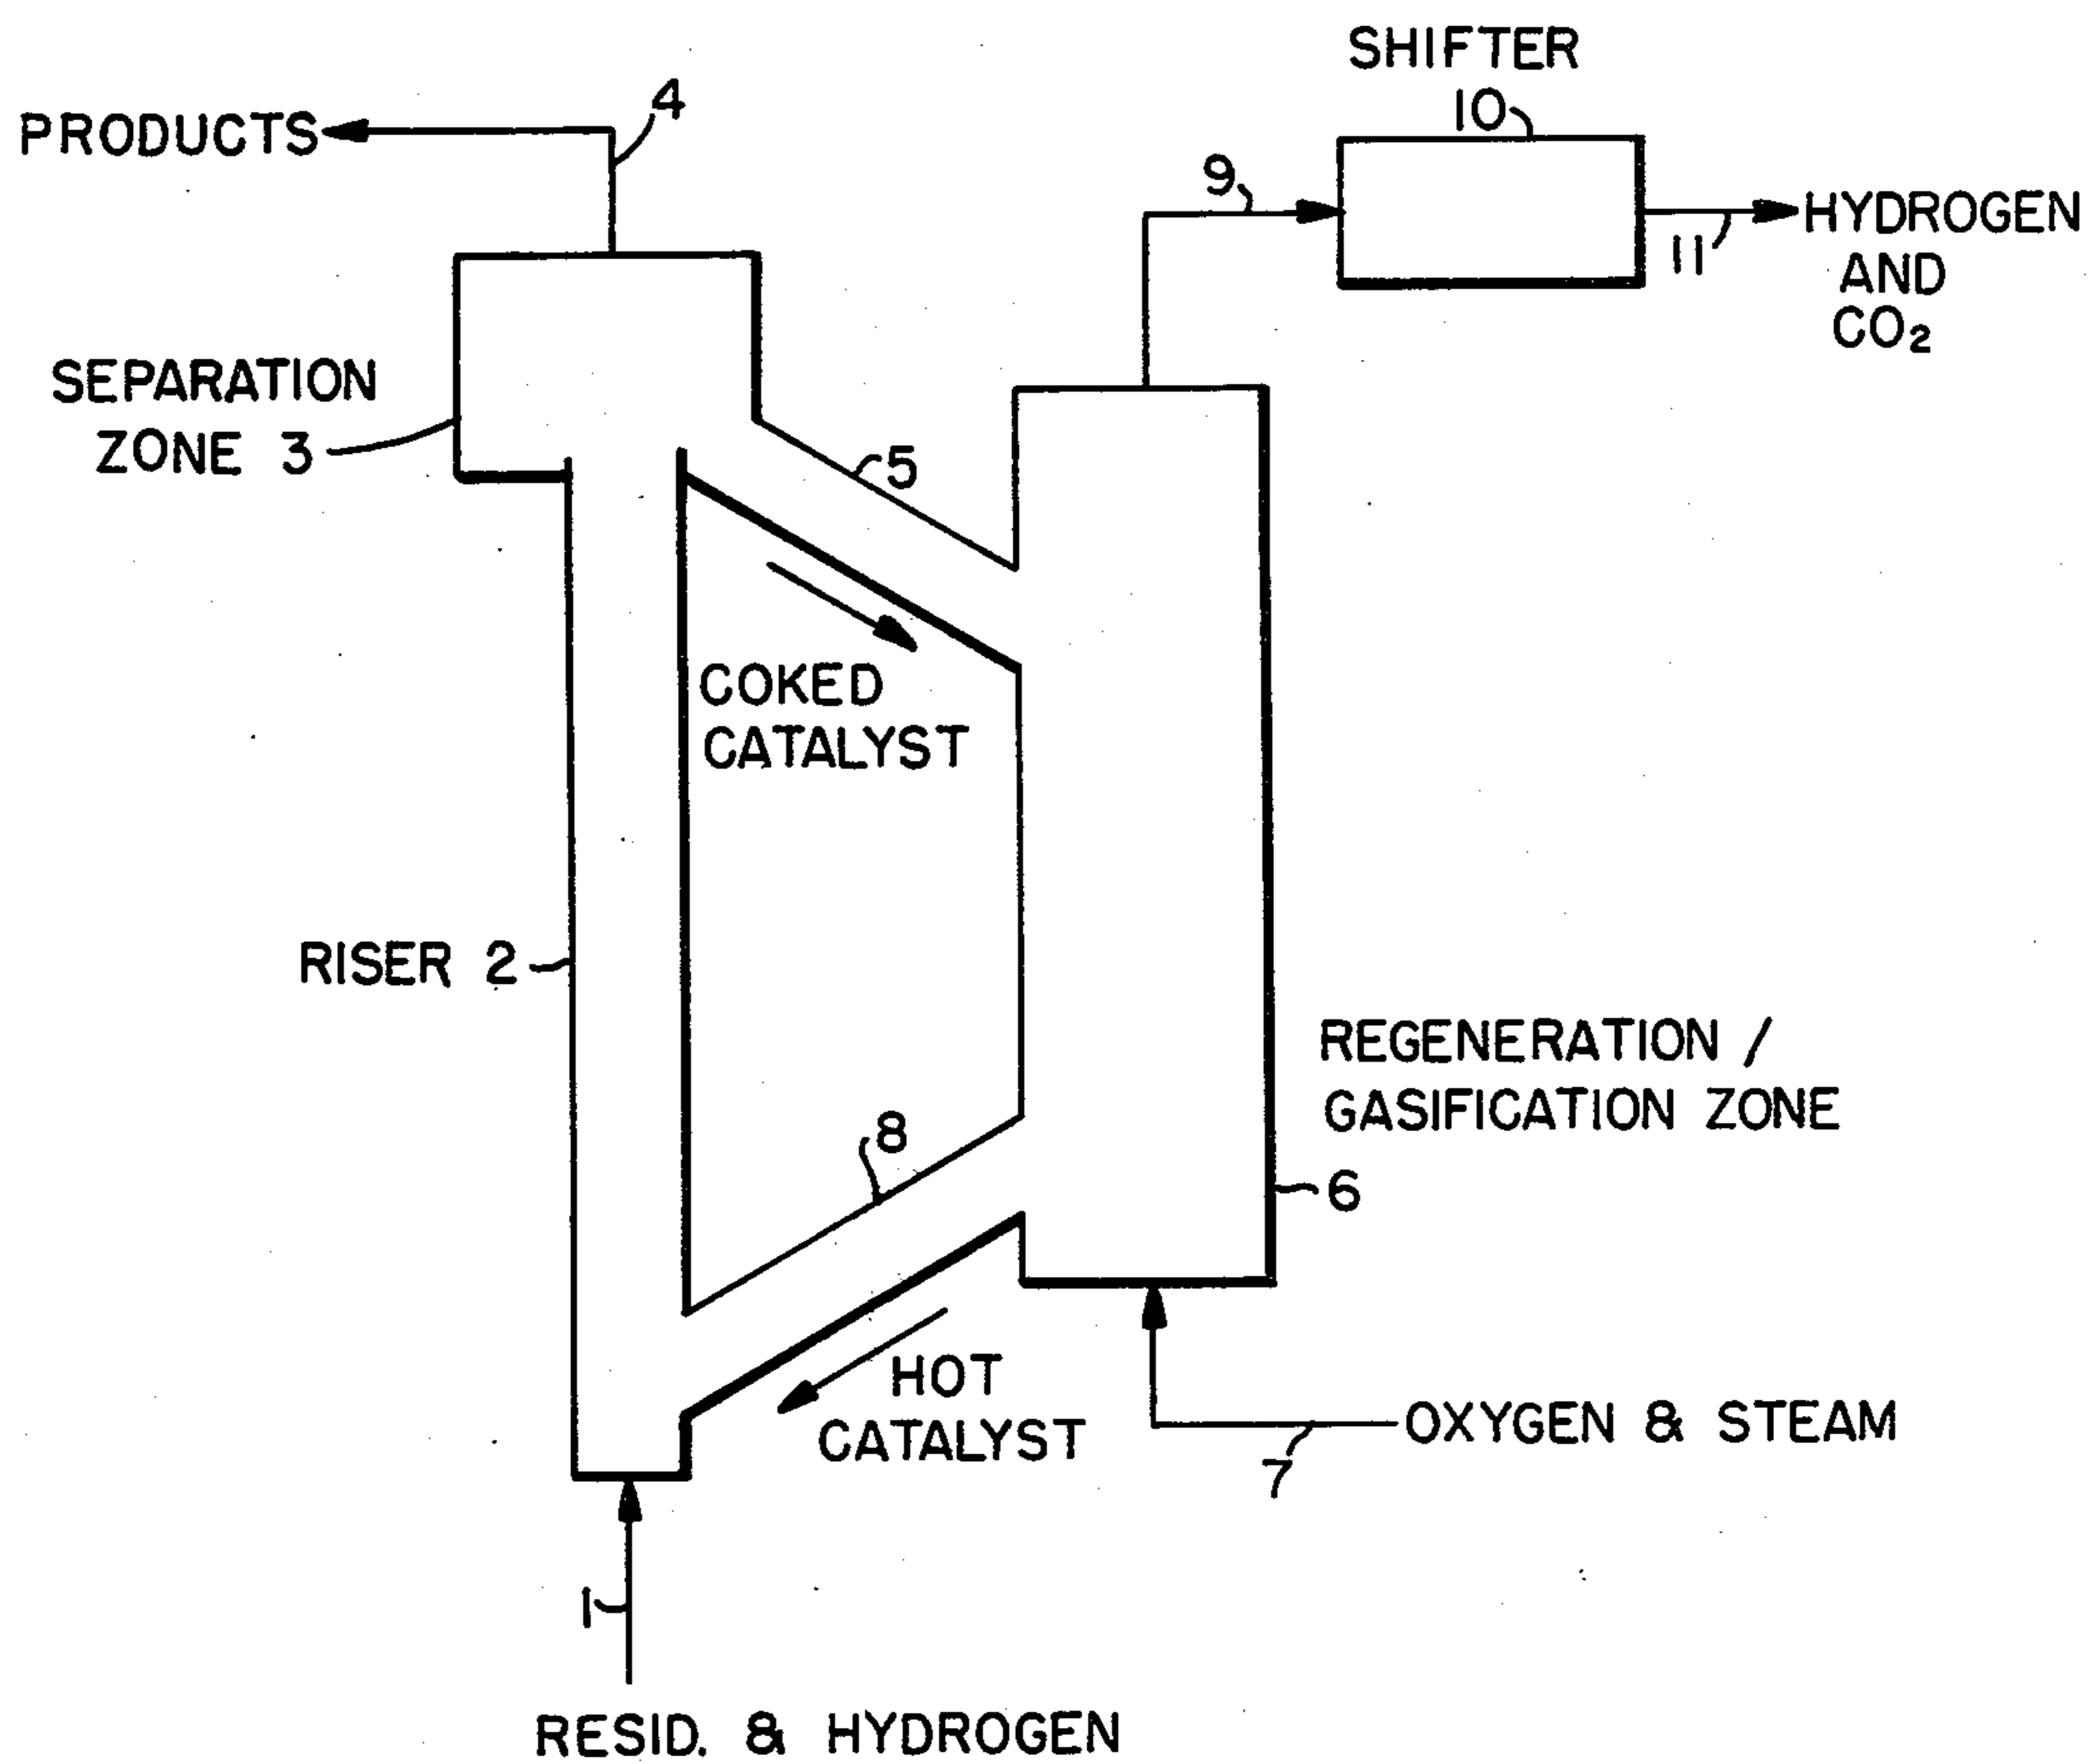 SHIFTER
10
4
PRODUCTS
9
HYDROGEN
11
AND
CO₂
SEPARATION
ZONE 3
5
COKED
CATALYST
RISER 2
REGENERATION /
GASIFICATION ZONE
8
6
HOT
CATALYST
OXYGEN & STEAM
7
1
RESID. & HYDROGEN